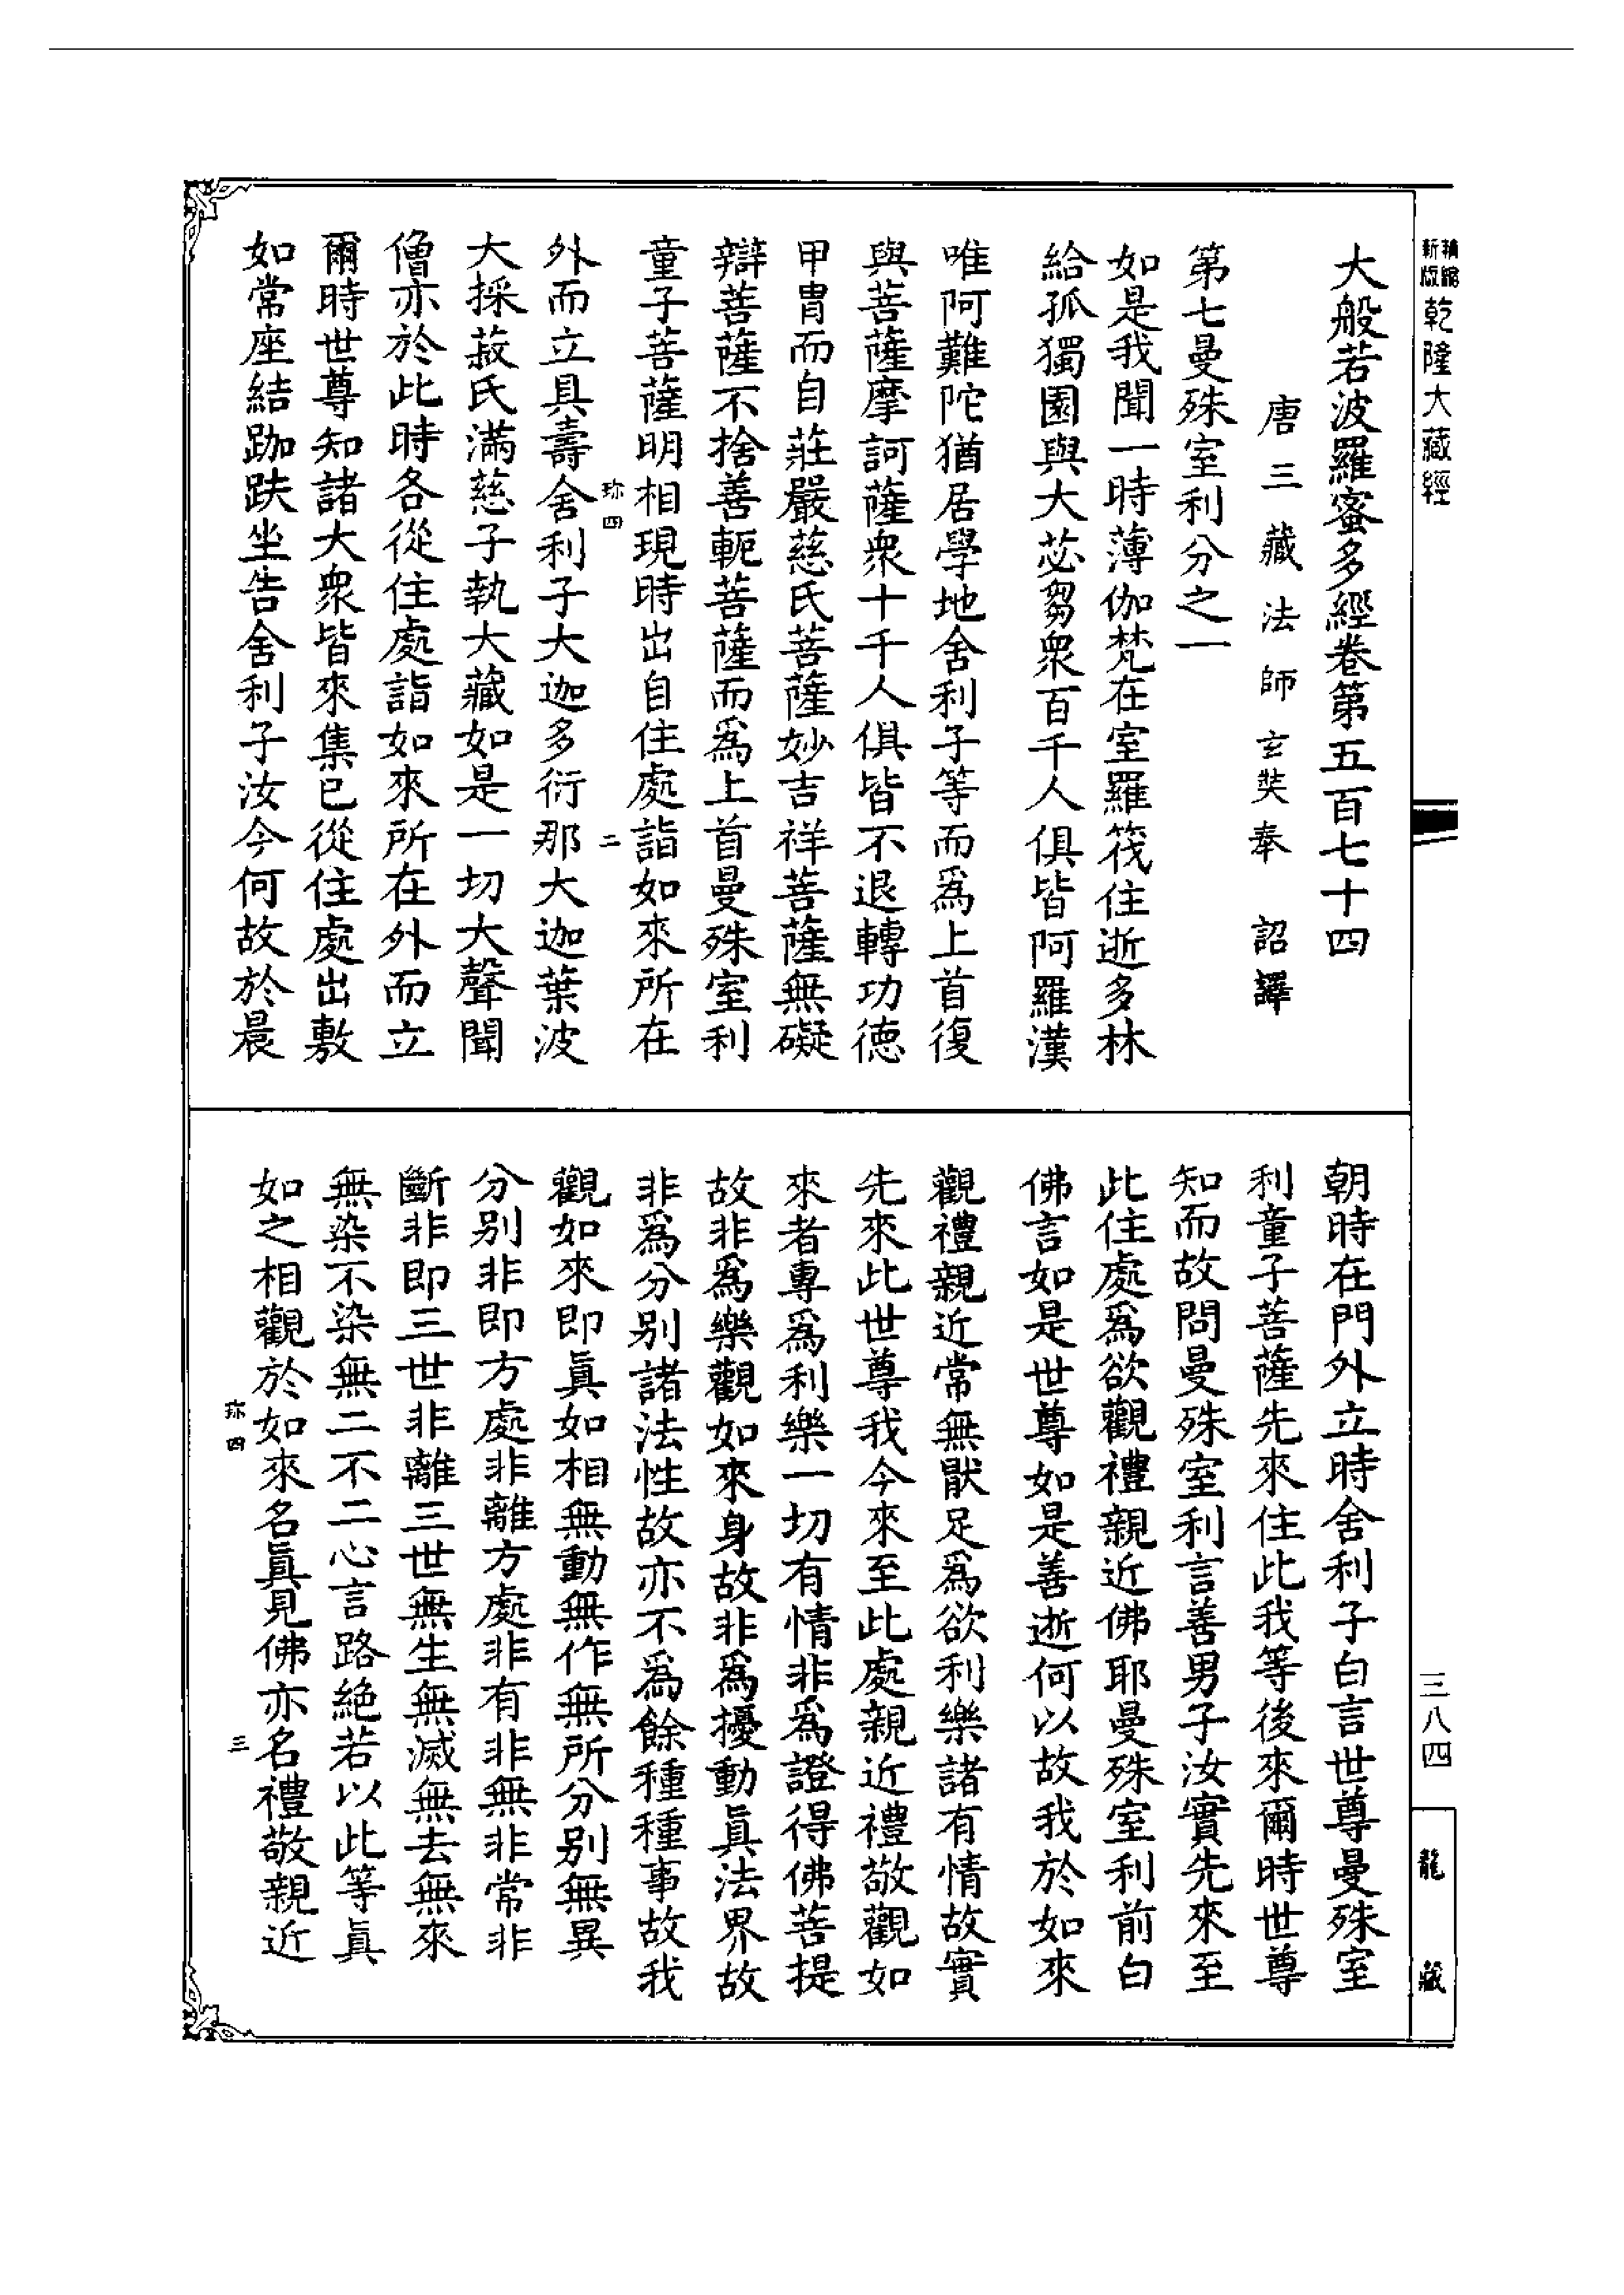 新版
精縮
乾隆大藏經
大般若波羅蜜多經卷第五百七十四
唐三藏法師玄奘奉 詔譯
第七曼殊室利分之一
如是我聞一時薄伽梵在室羅筏住逝多林
給孤獨園與大苾芻衆百千人俱皆阿羅漢
唯阿難陀猶居學地舍利子等而爲上首復
與菩薩摩訶薩衆十千人俱皆不退轉功德
甲胄而自莊嚴慈氏菩薩妙吉祥菩薩無礙
辯菩薩不捨善軛菩薩而爲上首曼殊室利
童子菩薩明相現時出自住處詣如來所在
珎四
二
外而立具壽舍利子大迦多衍那大迦葉波
大採菽氏滿慈子執大藏如是一切大聲聞
僧亦於此時各從住處詣如來所在外而立
爾時世尊知諸大衆皆來集已從住處出敷
如常座結跏趺坐告舍利子汝今何故於晨
朝時在門外立時舍利子白言世尊曼殊室
利童子菩薩先來住此我等後來爾時世尊
知而故問曼殊室利言善男子汝實先來至
此住處爲欲觀禮親近佛耶曼殊室利前白
佛言如是世尊如是善逝何以故我於如來
觀禮親近常無猒足爲欲利樂諸有情故實
先來此世尊我今來至此處親近禮敬觀如
來者專爲利樂一切有情非爲證得佛菩提
故非爲樂觀如來身故非爲擾動眞法界故
非爲分别諸法性故亦不爲餘種種事故我
觀如來即眞如相無動無作無所分别無異
分别非即方處非離方處非有非無非常非
斷非即三世非離三世無生無滅無去無來
無染不染無二不二心言路絶若以此等眞
如之相觀於如來名眞見佛亦名禮敬親近
珎四
三
三八四
龍藏